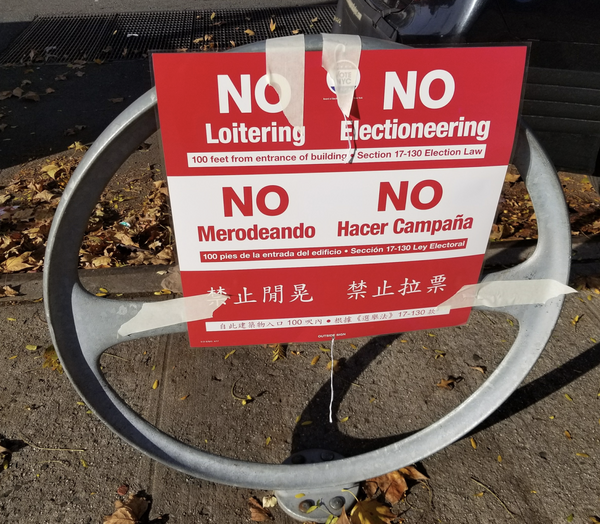 NO NO
Loitering Electioneering
100 feet from entrance of building • Section 17-130 Election Law
NO NO
Merodeando Hacer Campaña
100 pies de la entrada del edificio • Sección 17-130 Ley Electoral
禁止閒晃 禁止拉票
自此建築物入口 100 呎內 • 根據《選舉法》17-130 款
OUTSIDE SIGN